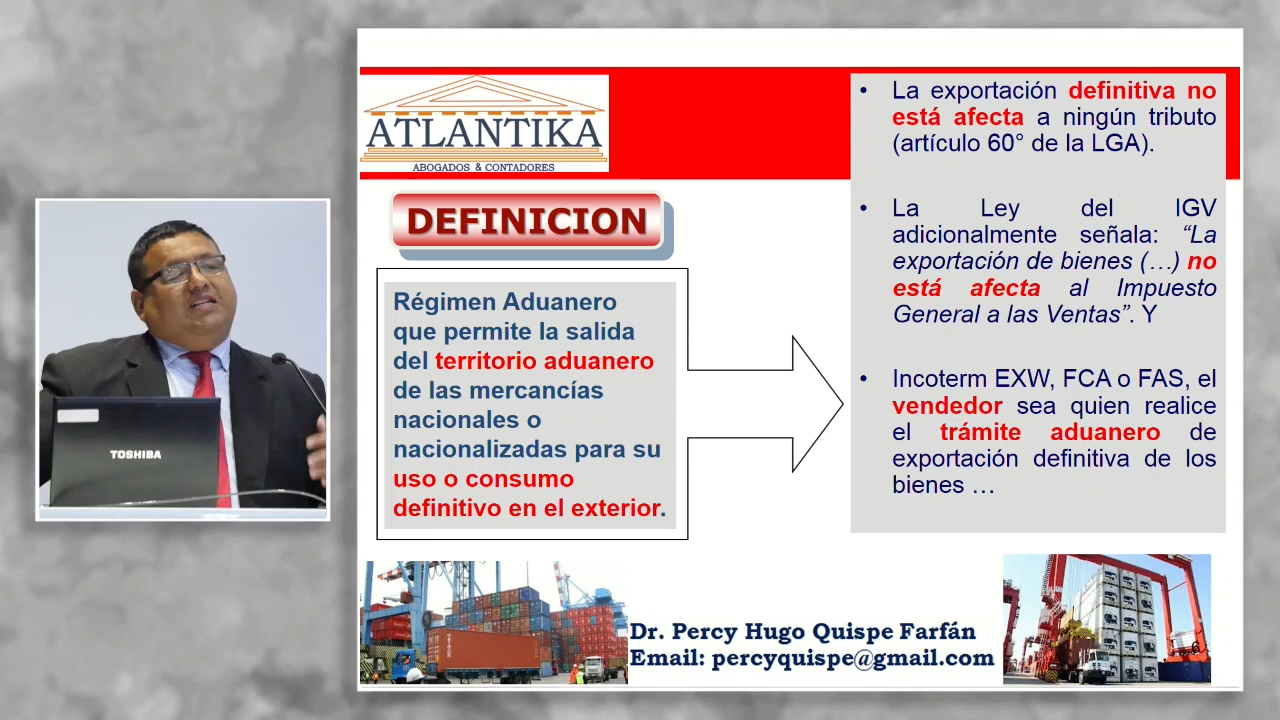 ATLANTIKA
ABOGADOS & CONTADORES
DEFINICION
Régimen Aduanero
que permite la salida
del territorio aduanero
de las mercancías
nacionales o
nacionalizadas para su
uso o consumo
definitivo en el exterior.
• La exportación definitiva no
está afecta a ningún tributo
(artículo 60° de la LGA).
• La Ley del IGV
adicionalmente señala: “La
exportación de bienes (…) no
está afecta al Impuesto
General a las Ventas”. Y
• Incoterm EXW, FCA o FAS, el
vendedor sea quien realice
el trámite aduanero de
exportación definitiva de los
bienes …
TOSHIBA
Dr. Percy Hugo Quispe Farfán
Email: percyquispe@gmail.com
6